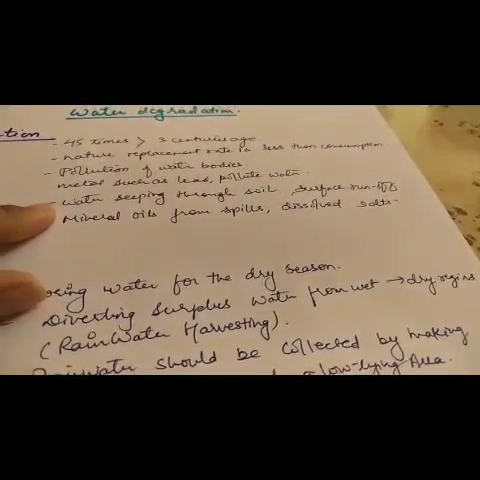 Water degradation.
tion
- 45 times > 3 centuries ago
- nature replacement rate is less than consumption
- Pollution of water bodies.
metal such as lead, pollute water.
- water seeping through soil, surface run-off
Mineral oils from spills, dissolved salts-
ring water for the dry season.
Diverting surplus water from wet → dry regions
(Rain Water Harvesting).
Rainwater should be collected by making
a low-lying Area.